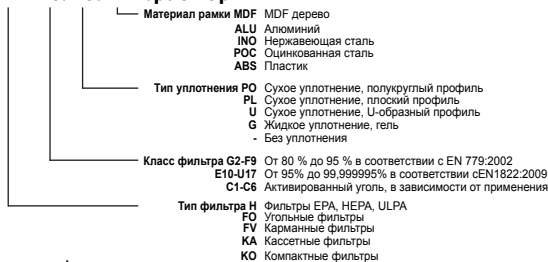 Материал рамки MDF MDF дерево
ALU Алюминий
INO Нержавеющая сталь
POC Оцинкованная сталь
ABS Пластик
Тип уплотнения PO Сухое уплотнение, полукруглый профиль
PL Сухое уплотнение, плоский профиль
U Сухое уплотнение, U-образный профиль
G Жидкое уплотнение, гель
- Без уплотнения
Класс фильтра G2-F9 От 80 % до 95 % в соответствии с EN 779:2002
E10-U17 От 95% до 99,999995% в соответствии сEN1822:2009
C1-C6 Активированный уголь, в зависимости от применения
Тип фильтра H Фильтры EPA, HEPA, ULPA
FO Угольные фильтры
FV Карманные фильтры
KA Кассетные фильтры
KO Компактные фильтры